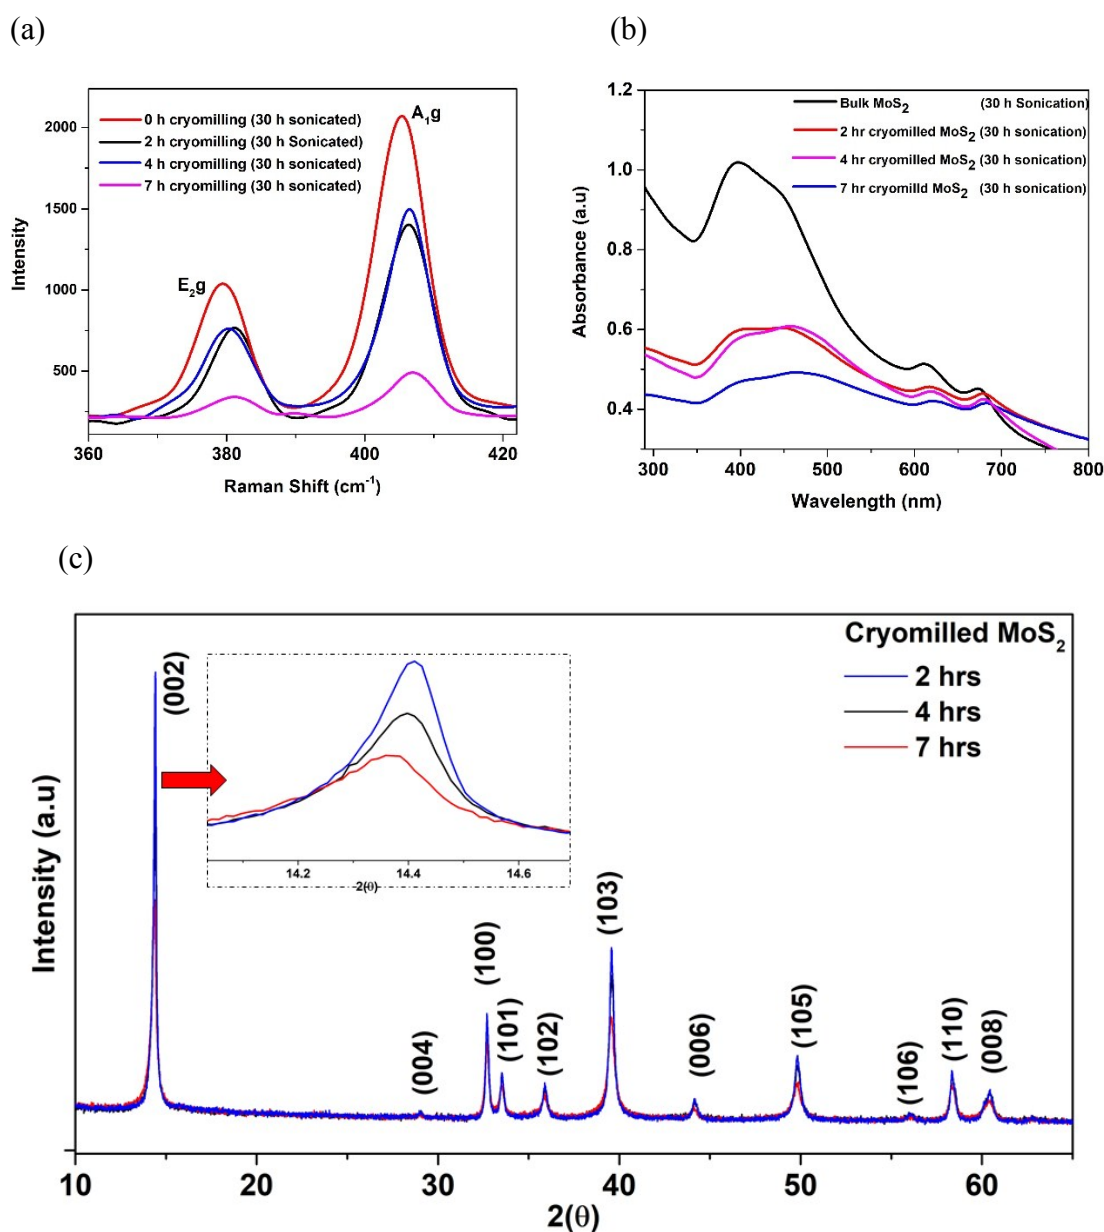 (a)
(b)
E2g
A1g
0 h cryomilling (30 h sonicated)
2 h cryomilling (30 h Sonicated)
4 h cryomilling (30 h sonicated)
7 h cryomilling (30 h sonicated)
2000
1500
1000
500
Intensity
360 380 400 420
Raman Shift (cm-1)
Bulk MoS2 (30 h Sonication)
2 hr cryomilled MoS2 (30 h sonication)
4 hr cryomilled MoS2 (30 h sonication)
7 hr cryomilld MoS2 (30 h sonication)
1.2
1.0
0.8
0.6
0.4
Absorbance (a.u)
300 400 500 600 700 800
Wavelength (nm)
(c)
Cryomilled MoS2
2 hrs
4 hrs
7 hrs
(002)
14.2 14.4 14.6
2(θ)
(004)
(100)
(101)
(102)
(103)
(006)
(105)
(106)
(110)
(008)
Intensity (a.u)
10 20 30 40 50 60
2(θ)